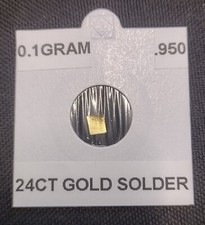 0.1GRAM .950
24CT GOLD SOLDER